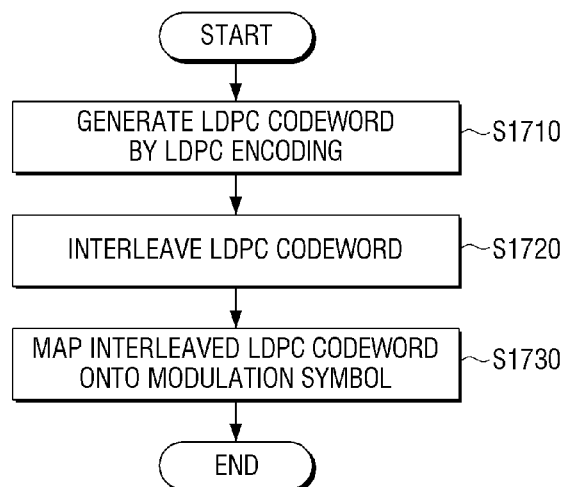 START
GENERATE LDPC CODEWORD
BY LDPC ENCODING
S1710
INTERLEAVE LDPC CODEWORD
S1720
MAP INTERLEAVED LDPC CODEWORD
ONTO MODULATION SYMBOL
S1730
END